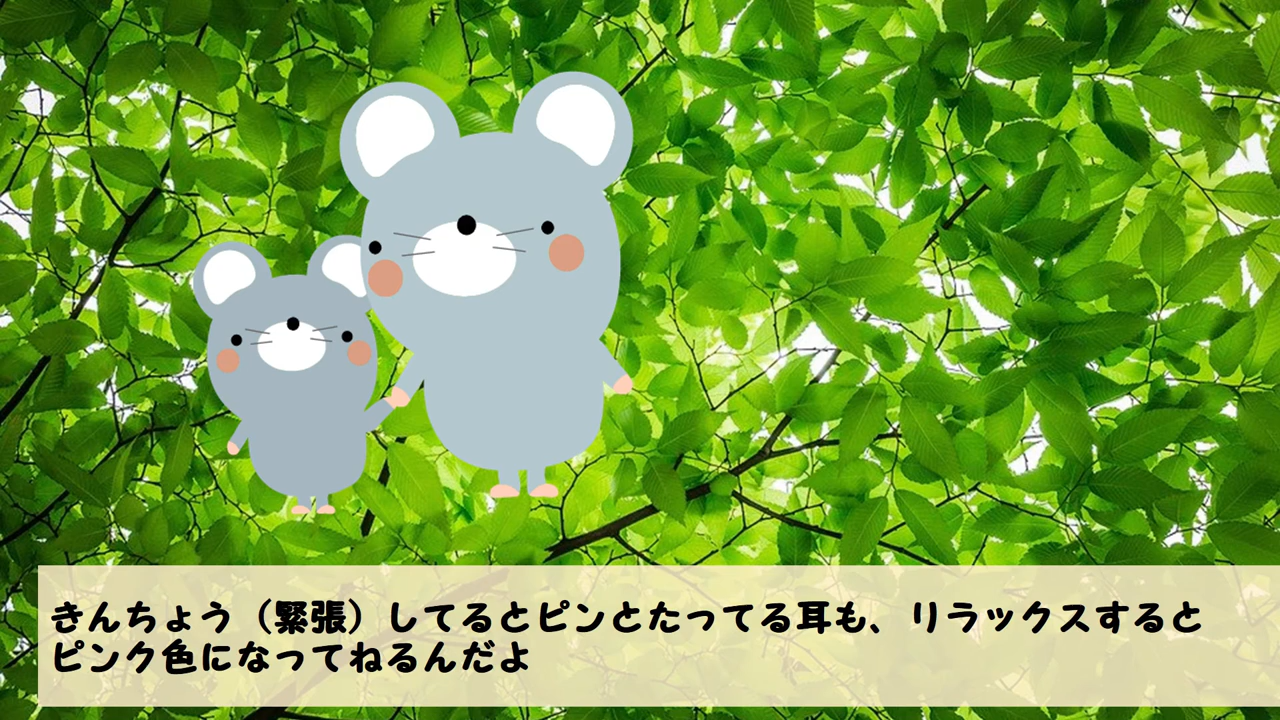 きんちょう（緊張）してるとピンとたってる耳も、リラックスすると
ピンク色になってねるんだよ